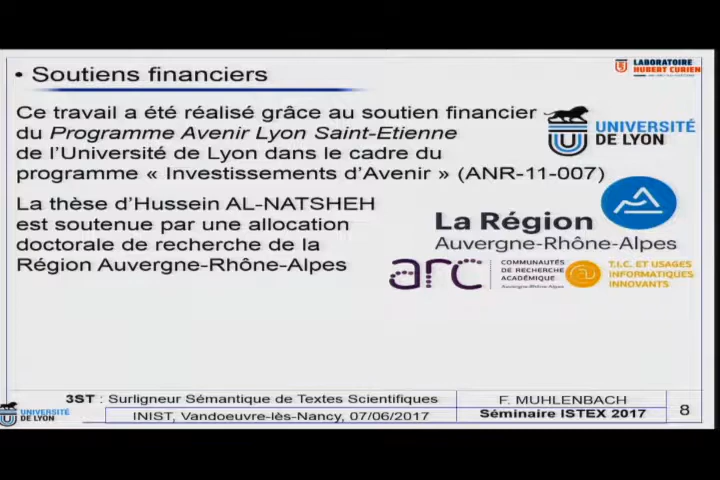 • Soutiens financiers
LABORATOIRE
HUBERT CURIEN
Ce travail a été réalisé grâce au soutien financier
du Programme Avenir Lyon Saint-Etienne
de l'Université de Lyon dans le cadre du
programme « Investissements d'Avenir » (ANR-11-007)
UNIVERSITÉ
DE LYON
La thèse d'Hussein AL-NATSHEH
est soutenue par une allocation
doctorale de recherche de la
Région Auvergne-Rhône-Alpes
La Région
Auvergne-Rhône-Alpes
arc
COMMUNAUTÉS
DE RECHERCHE
ACADÉMIQUE
Auvergne-Rhône-Alpes
T.I.C. ET USAGES
INFORMATIQUES
INNOVANTS
UNIVERSITÉ
DE LYON
3ST : Surligneur Sémantique de Textes Scientifiques
F. MUHLENBACH
INIST, Vandoeuvre-lès-Nancy, 07/06/2017
Séminaire ISTEX 2017
8